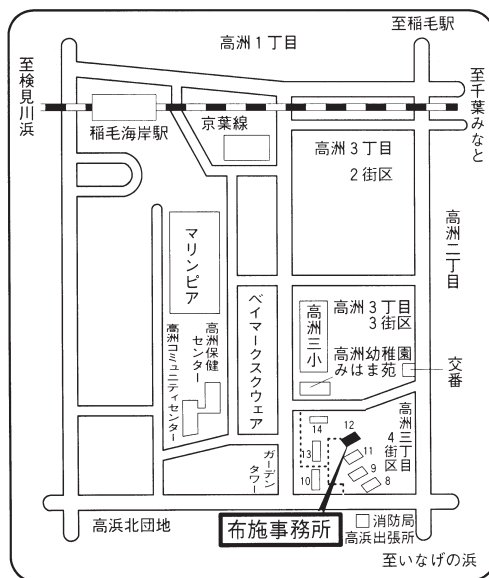 至稲毛駅
高洲１丁目
至検見川浜
至千葉みなと
稲毛海岸駅
京葉線
高洲３丁目
２街区
高洲二丁目
マリンピア
ベイマークスクウェア
高洲三小
高洲３丁目
３街区
高洲幼稚園
みはま苑
交番
高洲保健
センター
高洲コミュニティセンター
高洲三丁目
４街区
14
12
13
11
10
9
8
ガーデン
タワー
高浜北団地
布施事務所
消防局
高浜出張所
至いなげの浜